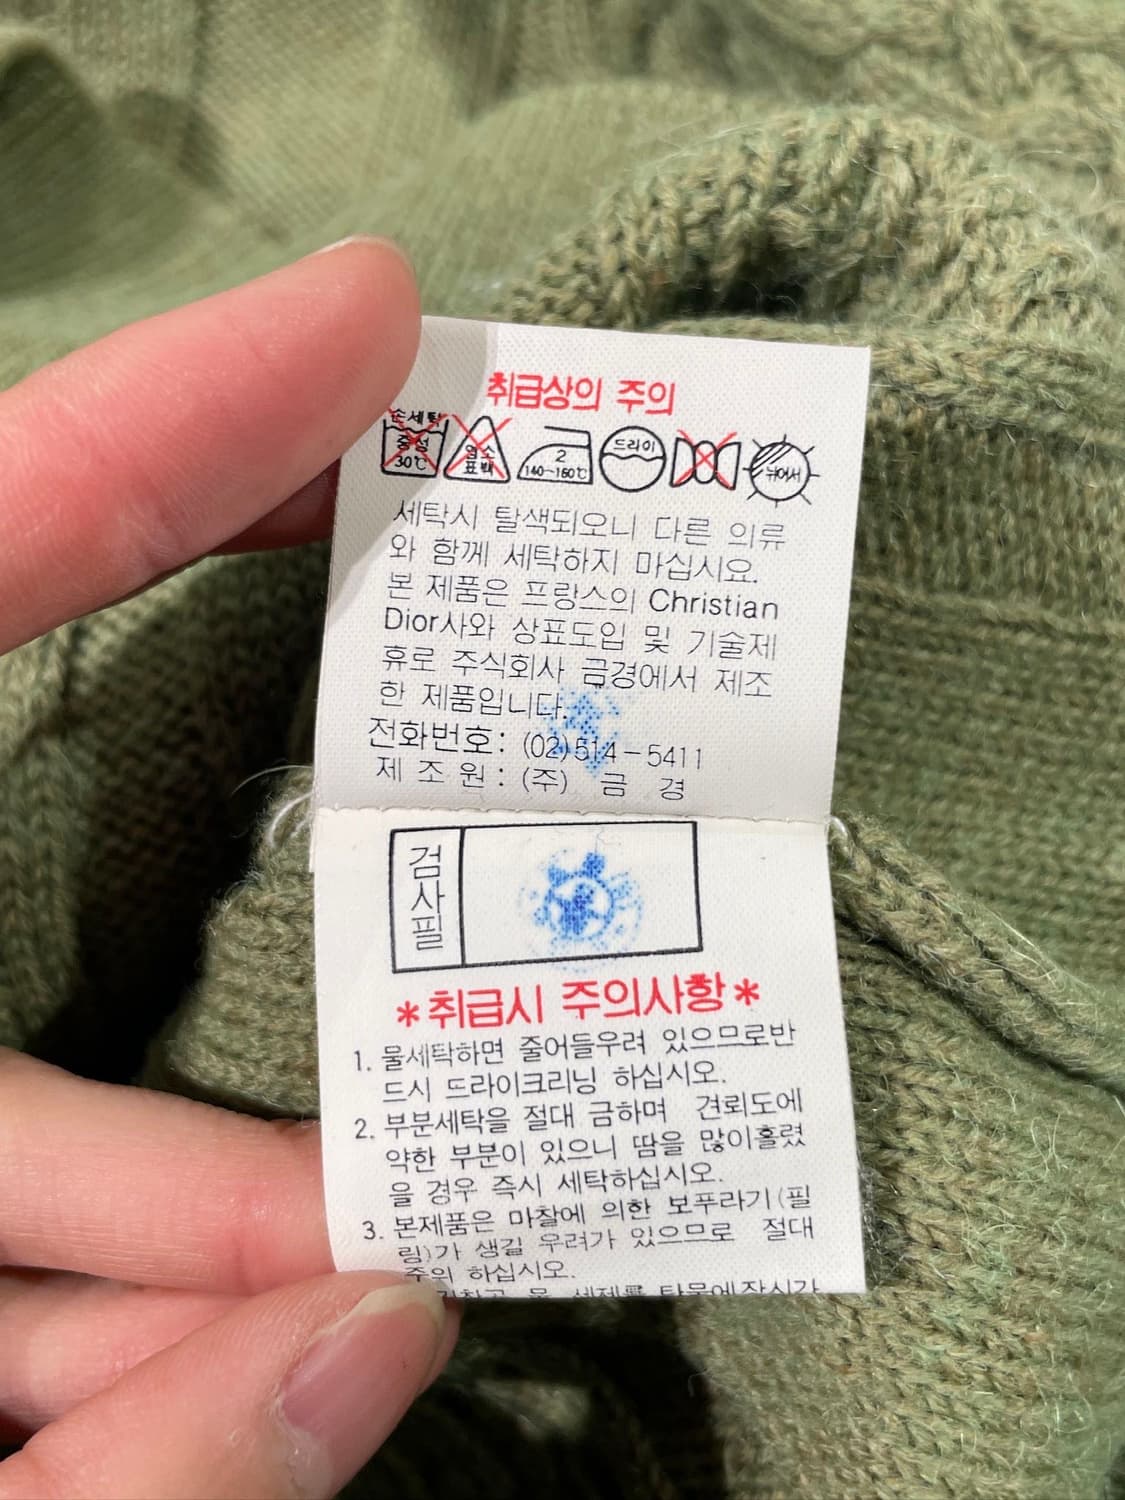 취급상의 주의
손세탁 중성 30℃
염소 표백
2 140~160℃
드라이
뉘어서
세탁시 탈색되오니 다른 의류
와 함께 세탁하지 마십시요.
본 제품은 프랑스의 Christian
Dior사와 상표도입 및 기술제
휴로 주식회사 금경에서 제조
한 제품입니다.
전화번호: (02)514-5411
제 조 원: (주) 금 경
검사필
*취급시 주의사항*
1. 물세탁하면 줄어들우려 있으므로반
드시 드라이크리닝 하십시오.
2. 부분세탁을 절대 금하며 견뢰도에
약한 부분이 있으니 땀을 많이흘렸
을 경우 즉시 세탁하십시오.
3. 본제품은 마찰에 의한 보푸라기(필
링)가 생길 우려가 있으므로 절대
주의 하십시오.